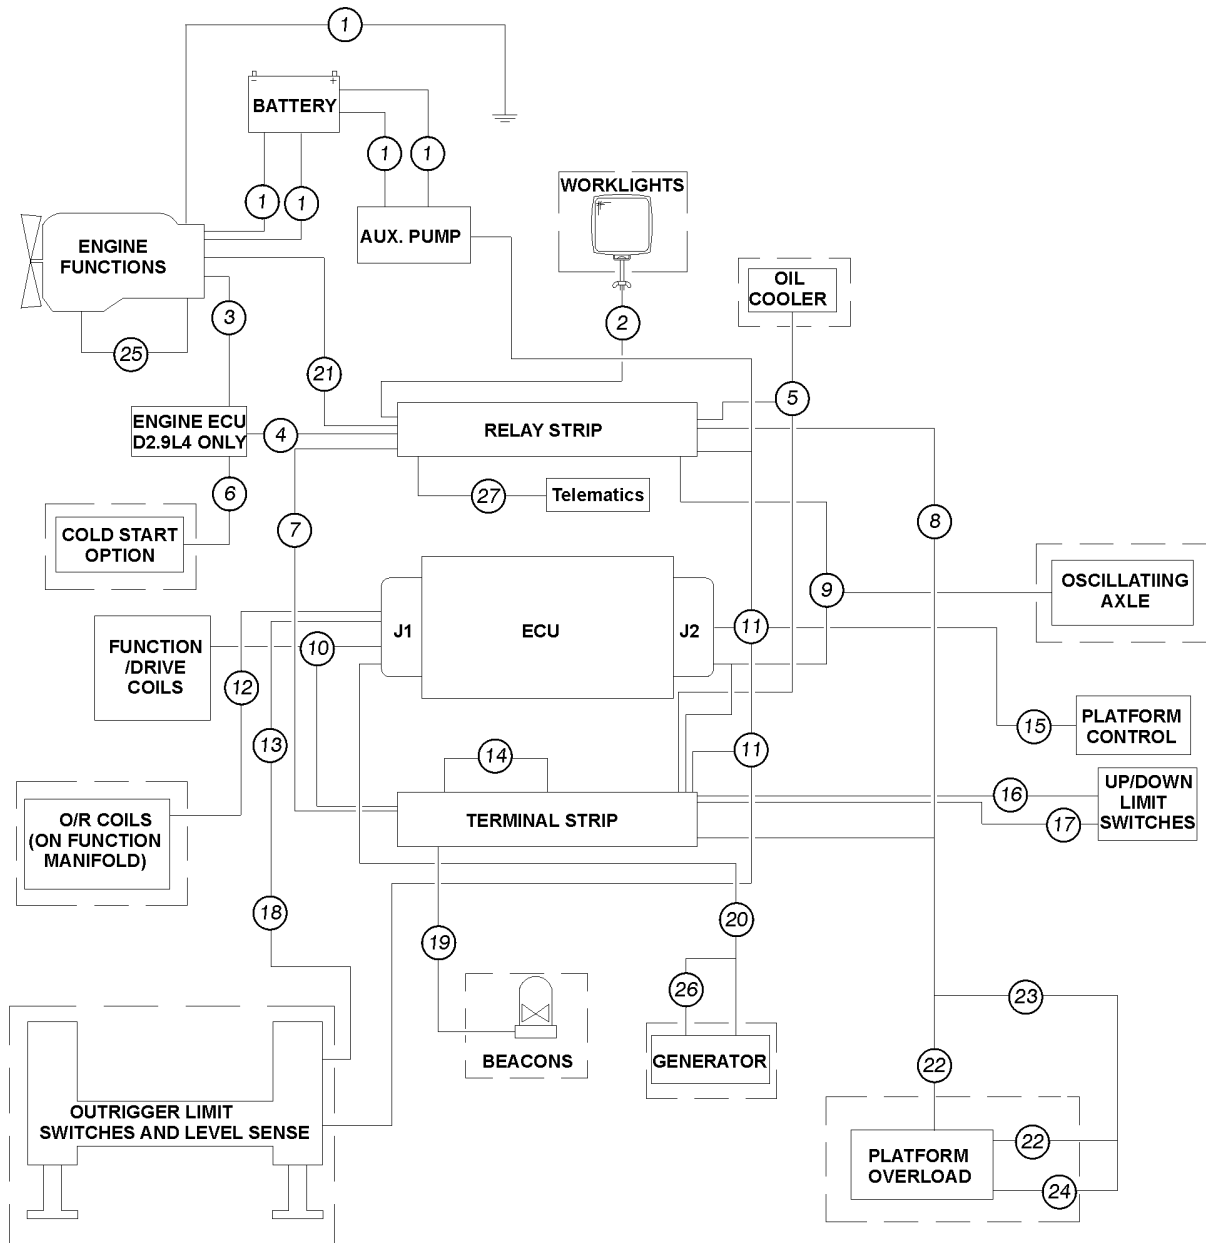 1
- +
BATTERY
1
1
1
1
WORKLIGHTS
AUX. PUMP
ENGINE
FUNCTIONS
OIL
COOLER
3
2
25
21
5
ENGINE ECU
D2.9L4 ONLY
4
RELAY STRIP
6
27
Telematics
7
8
COLD START
OPTION
OSCILLATIING
AXLE
9
FUNCTION
/DRIVE
COILS
10
J1
ECU
J2
11
12
PLATFORM
CONTROL
15
13
14
11
UP/DOWN
LIMIT
SWITCHES
16
17
O/R COILS
(ON FUNCTION
MANIFOLD)
TERMINAL STRIP
18
19
20
26
23
BEACONS
GENERATOR
22
OUTRIGGER LIMIT
SWITCHES AND LEVEL SENSE
PLATFORM
OVERLOAD
22
24